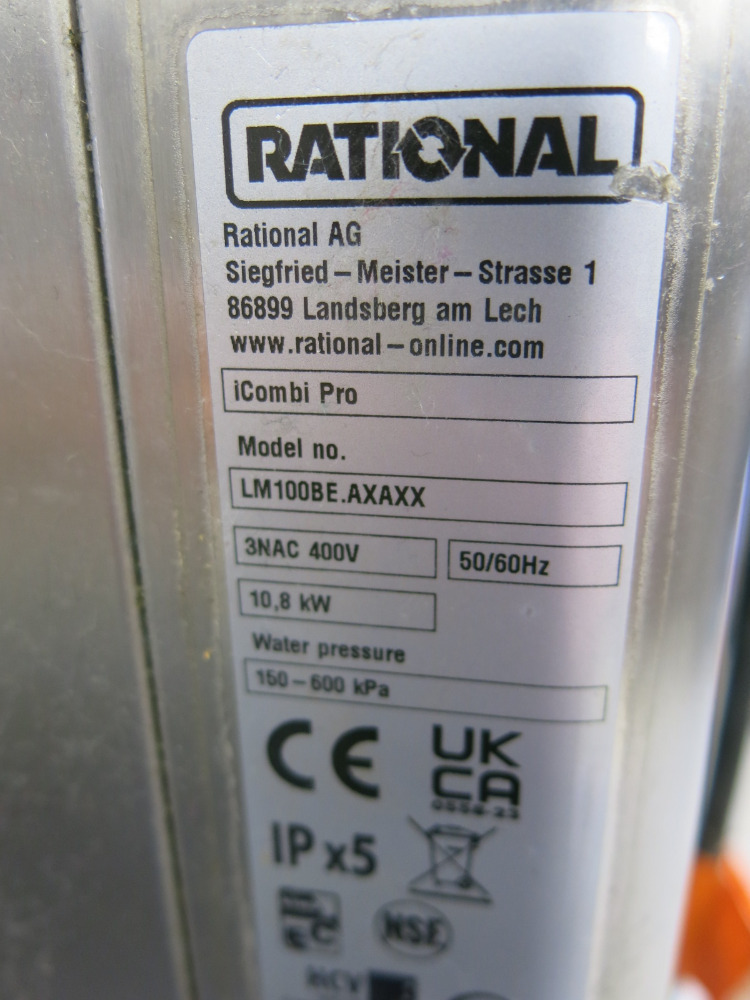 RATIONAL
Rational AG
Siegfried – Meister – Strasse 1
86899 Landsberg am Lech
www.rational – online.com
iCombi Pro
Model no.
LM100BE.AXAXX
3NAC 400V 50/60Hz
10,8 kW
Water pressure
150 – 600 kPa
CE UK
CA
IP x5
NSF